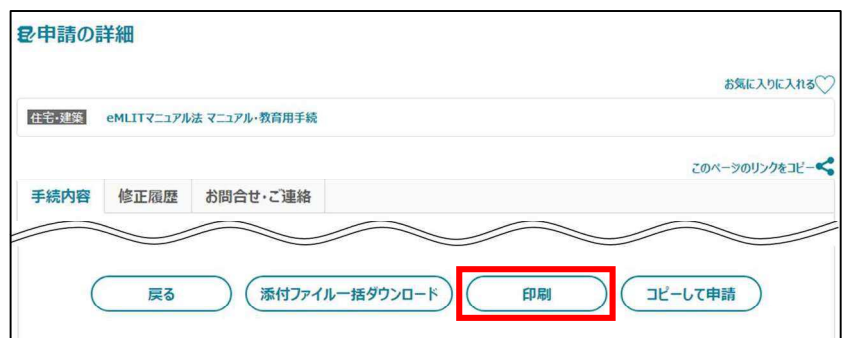 申請の詳細
お気に入りに入れる
住宅・建築 eMLITマニュアル法 マニュアル・教育用手続
このページのリンクをコピー
手続内容 修正履歴 お問合せ・ご連絡
戻る 添付ファイル一括ダウンロード 印刷 コピーして申請